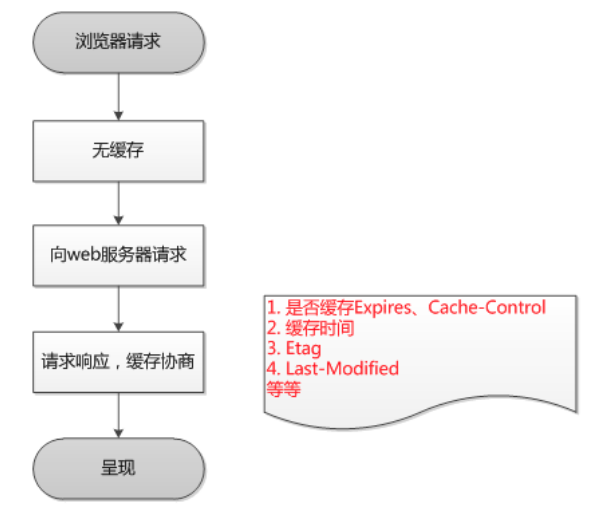 浏览器请求
无缓存
向web服务器请求
请求响应，缓存协商
呈现
1. 是否缓存Expires、Cache-Control
2. 缓存时间
3. Etag
4. Last-Modified
等等